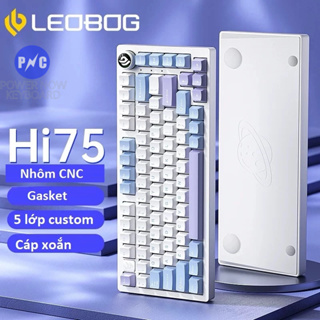 LEOBOG
PNC
Hi75
Nhôm CNC
Gasket
5 lớp custom
Cáp xoắn